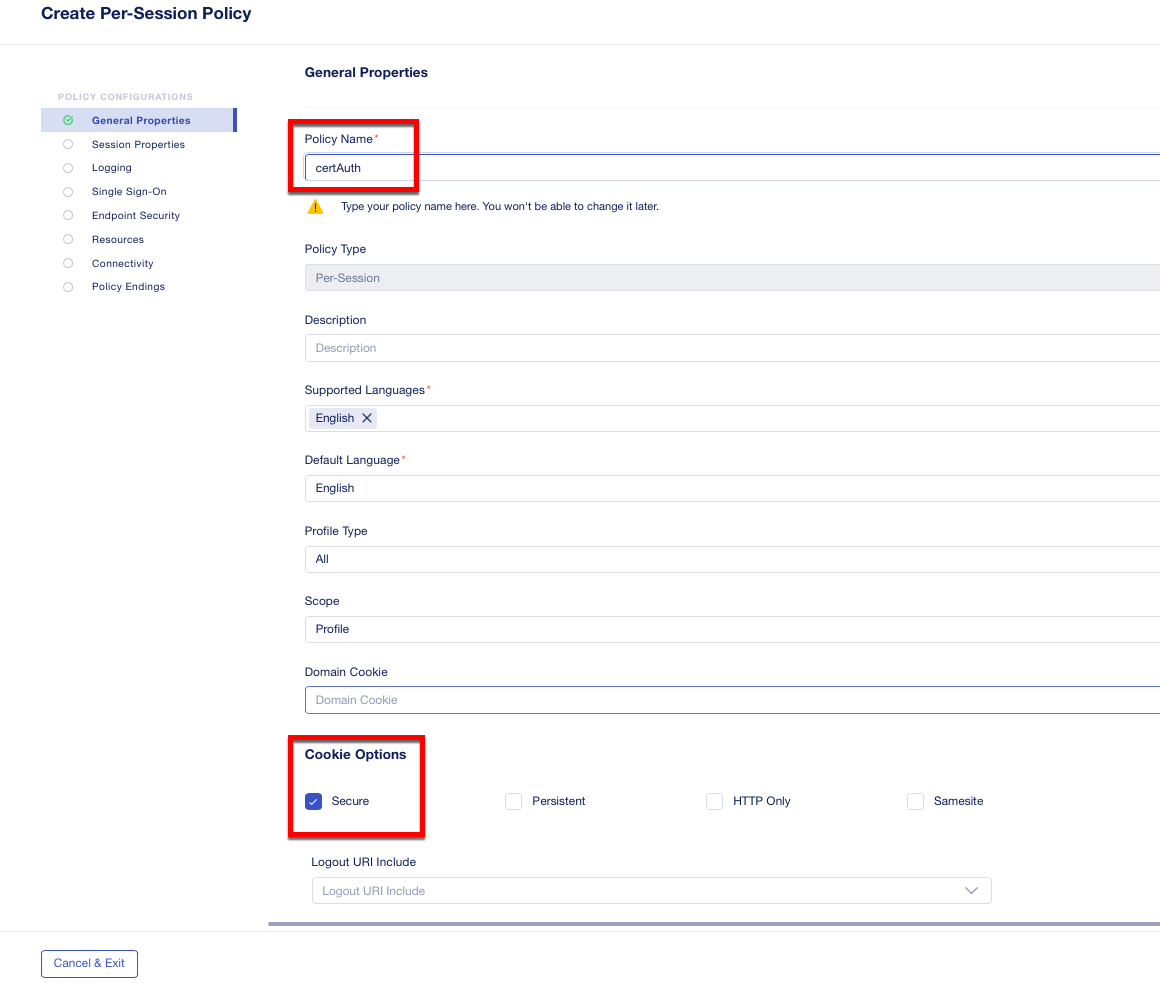 Create Per-Session Policy
POLICY CONFIGURATIONS
General Properties
Session Properties
Logging
Single Sign-On
Endpoint Security
Resources
Connectivity
Policy Endings
General Properties
Policy Name*
certAuth
Type your policy name here. You won't be able to change it later.
Policy Type
Per-Session
Description
Description
Supported Languages*
English
Default Language*
English
Profile Type
All
Scope
Profile
Domain Cookie
Domain Cookie
Cookie Options
Secure Persistent HTTP Only Samesite
Logout URI Include
Logout URI Include
Cancel & Exit